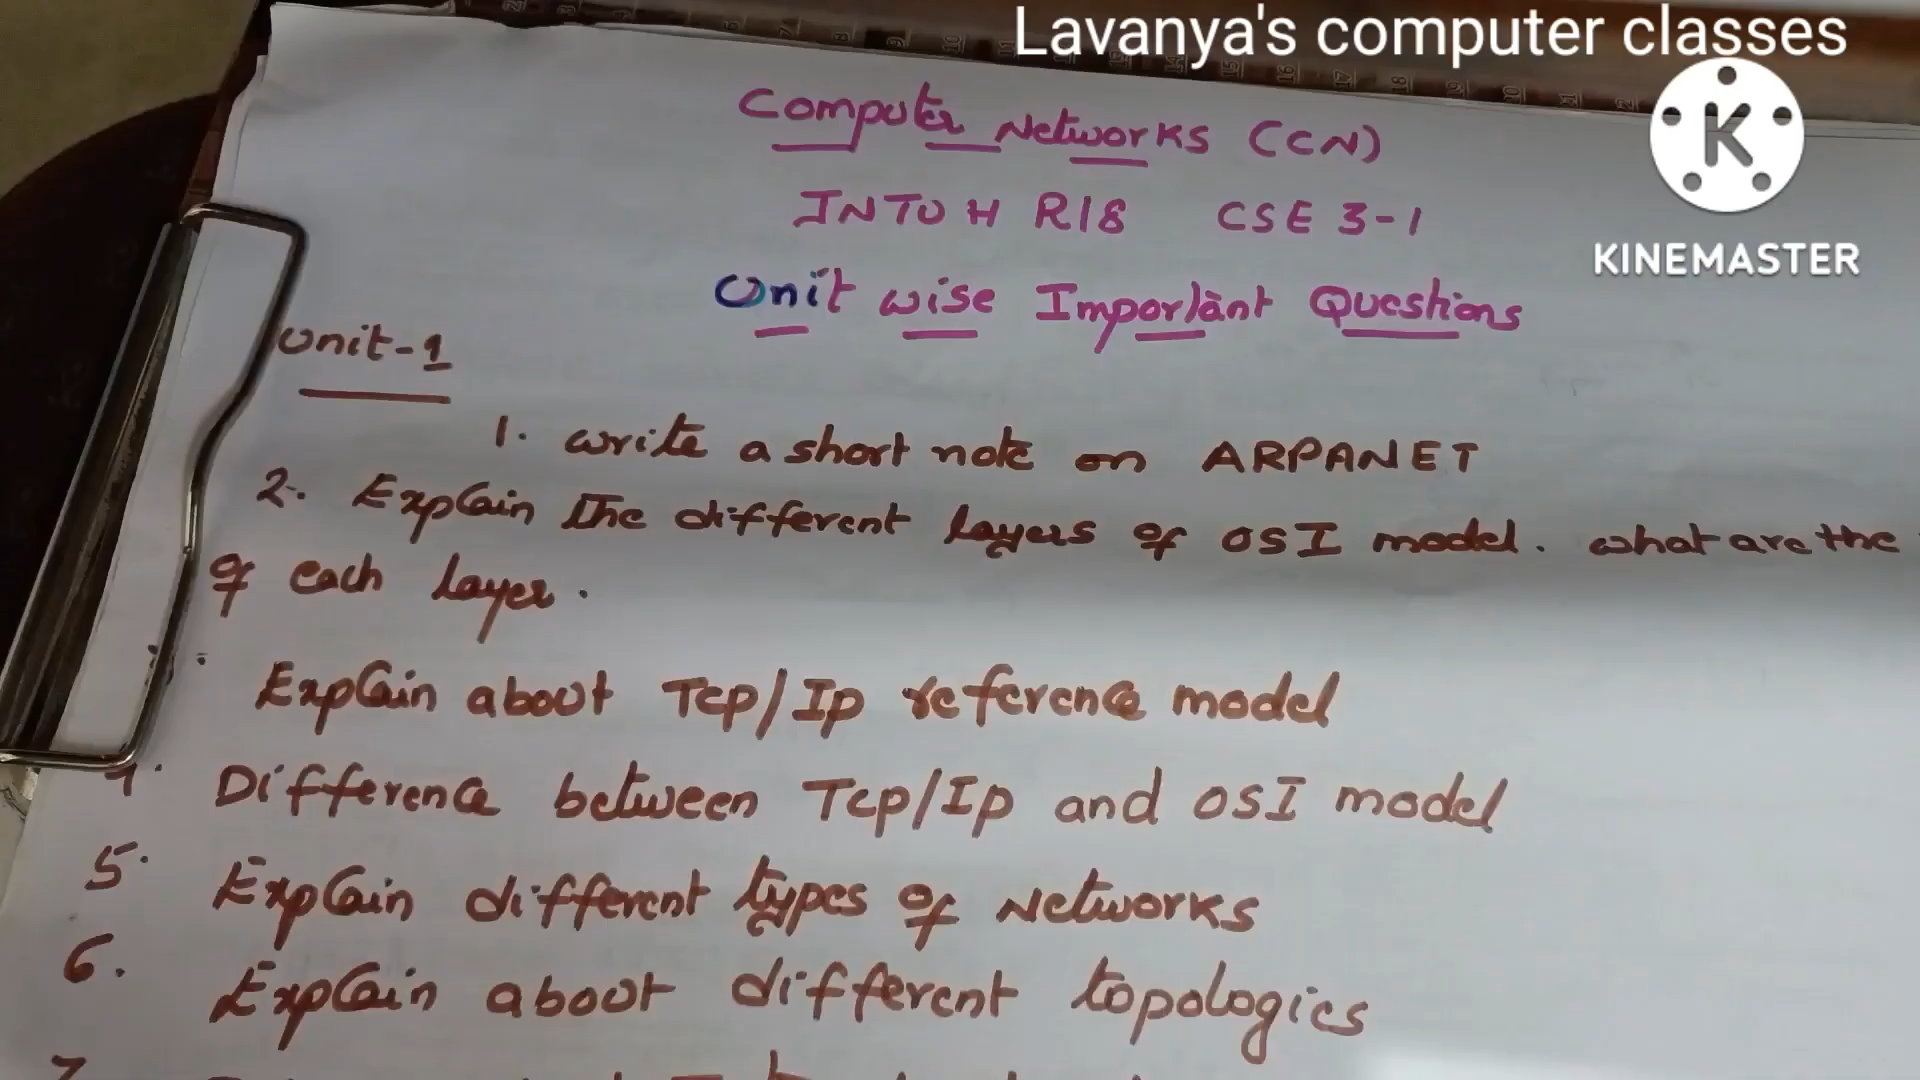 Lavanya's computer classes
KINEMASTER
Computer Networks (CN)
JNTUH R18 CSE 3-1
Unit wise Important Questions
Unit-1
1. write a short note on ARPANET
2. Explain the different layers of OSI model. what are the
of each layer.
Explain about Tcp/Ip reference model
4. Difference between Tcp/Ip and OSI model
5. Explain different types of Networks
6. Explain about different topologies
7.